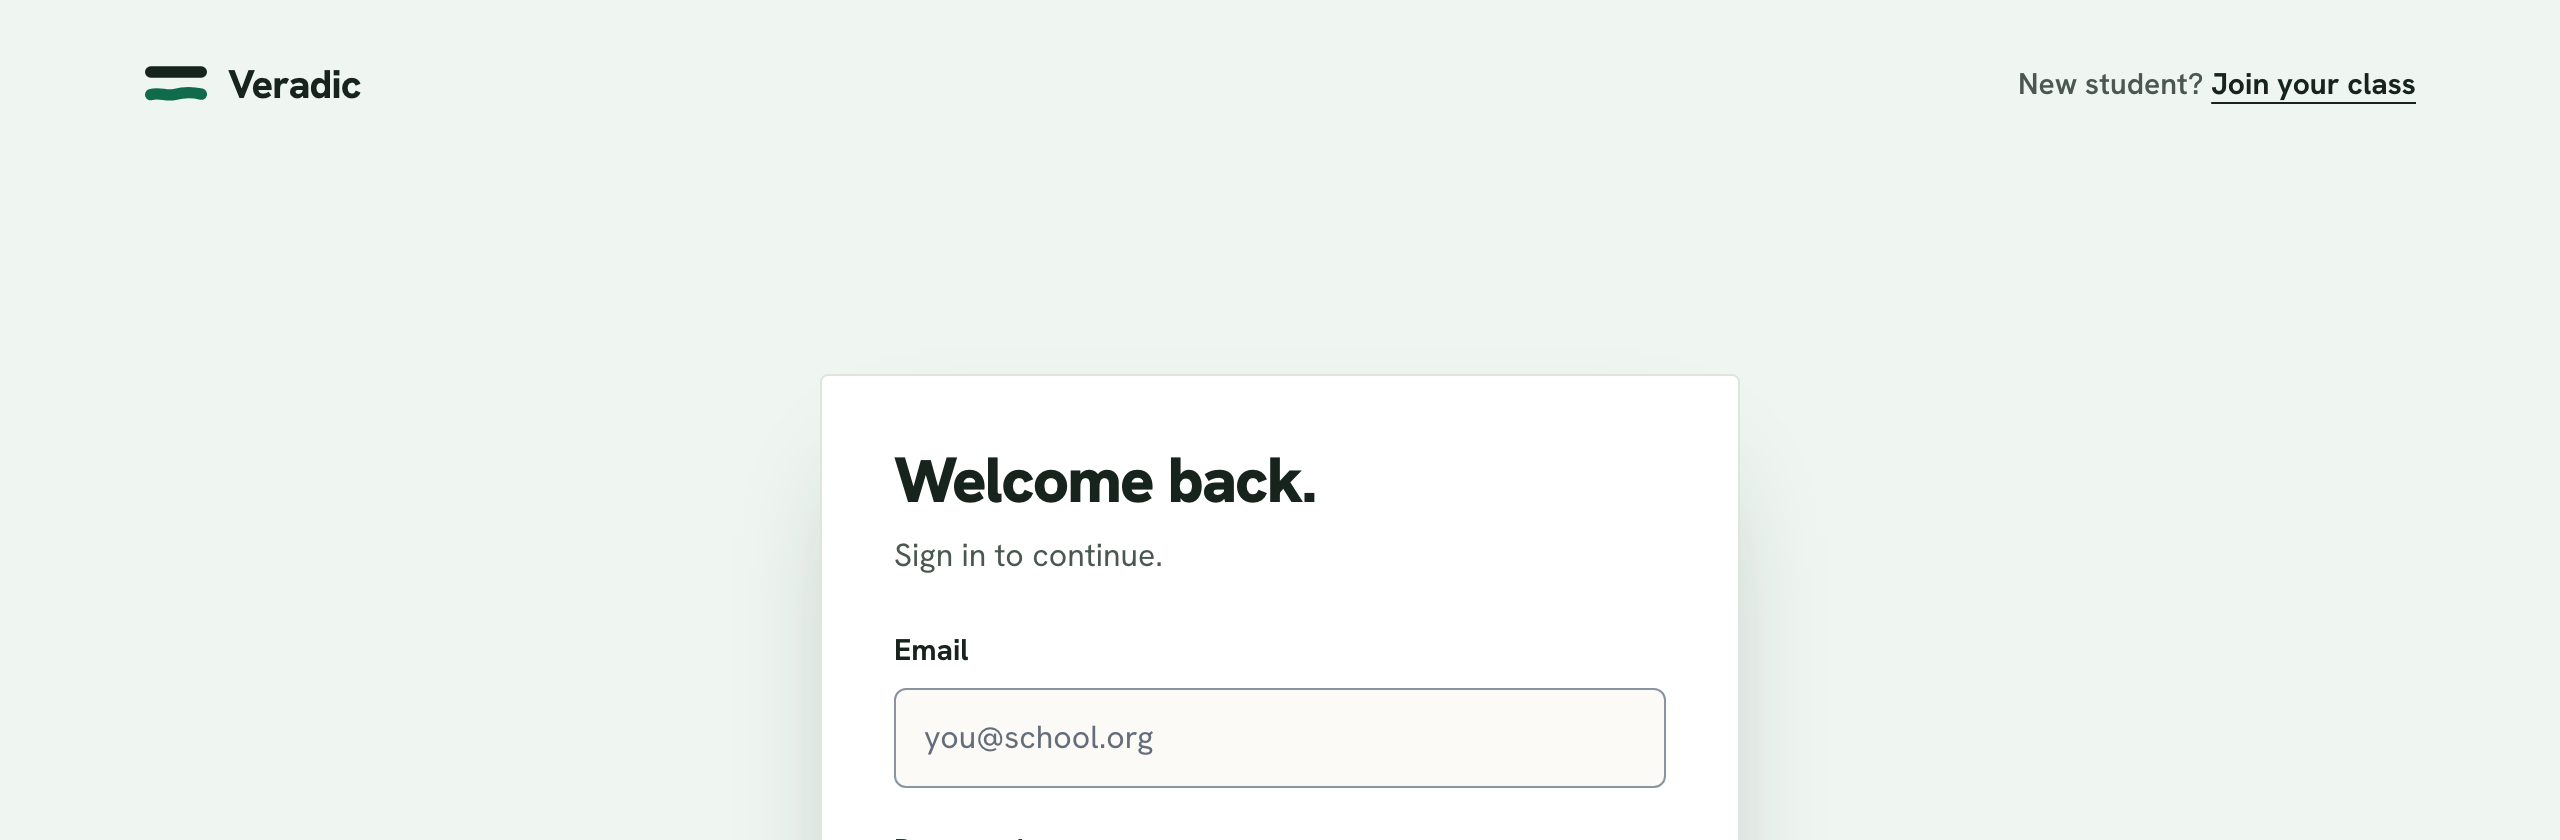 Veradic
New student? Join your class
Welcome back.
Sign in to continue.
Email
you@school.org